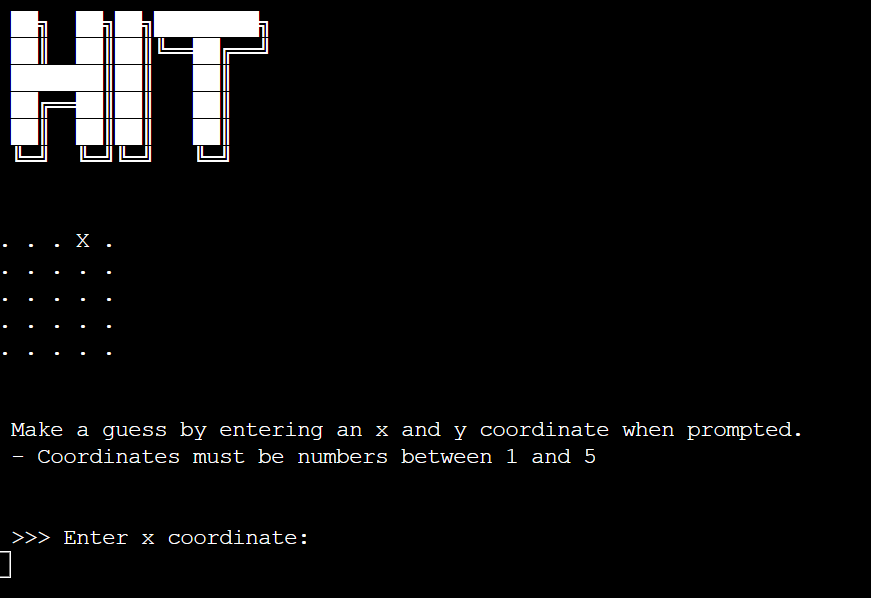 HIT
. . . X .
. . . . .
. . . . .
. . . . .
. . . . .
Make a guess by entering an x and y coordinate when prompted.
- Coordinates must be numbers between 1 and 5
>>> Enter x coordinate: